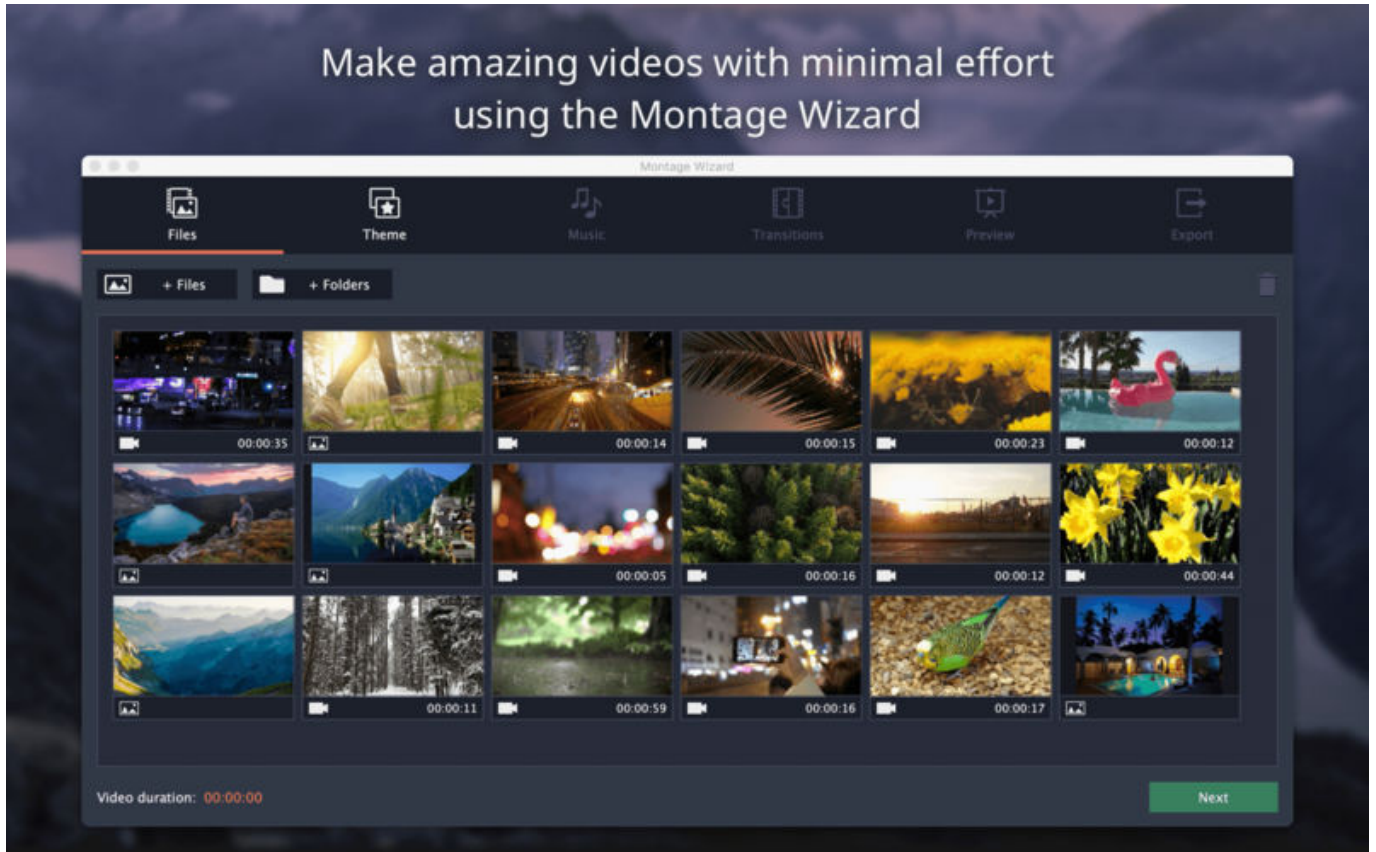 Make amazing videos with minimal effort
using the Montage Wizard
Montage Wizard
Files Theme Music Transitions Preview Export
+ Files + Folders
00:00:35 00:00:14 00:00:15 00:00:23 00:00:12
00:00:05 00:00:16 00:00:12 00:00:44
00:00:11 00:00:59 00:00:16 00:00:17
Video duration: 00:00:00 Next